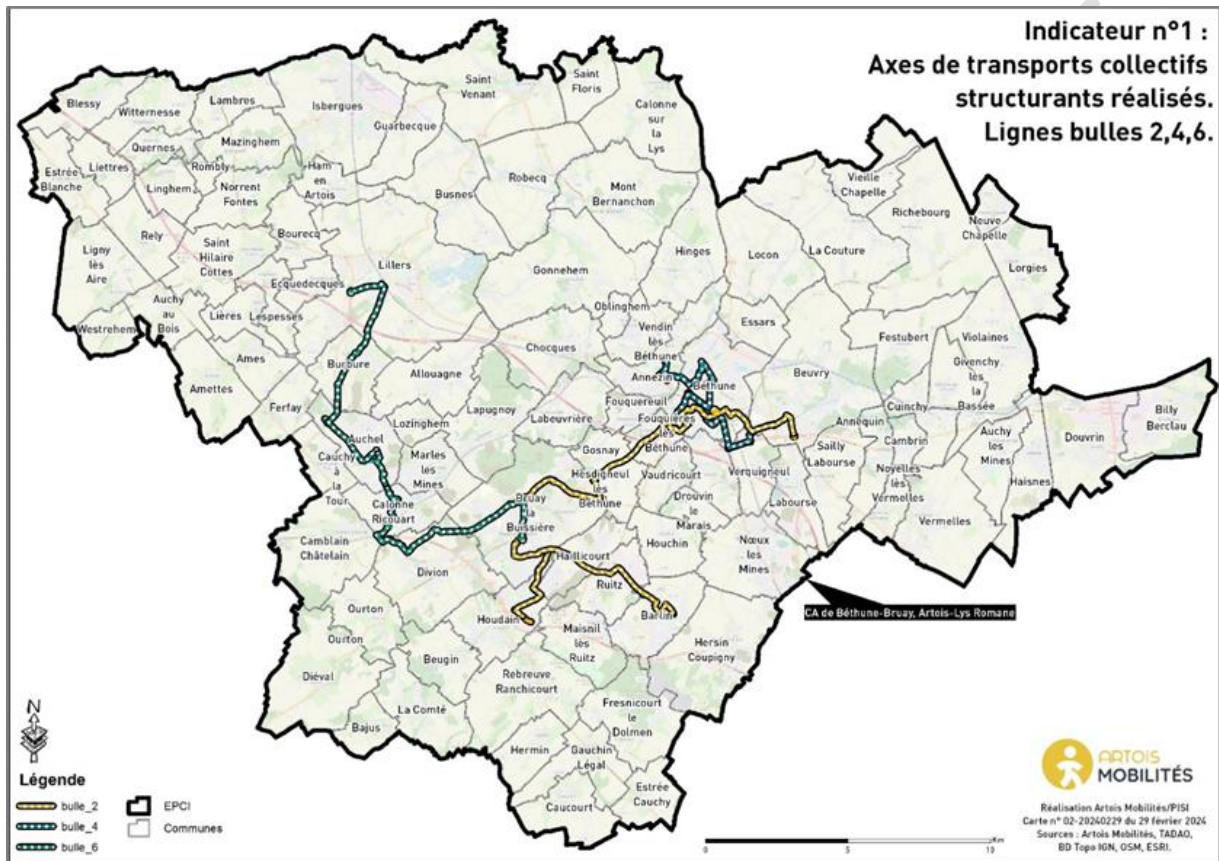 Indicateur n°1 :
Axes de transports collectifs
structurants réalisés.
Lignes bulles 2,4,6.
Blessy
Witternesse
Lambres
Isbergues
Guarbecque
Saint
Venant
Saint
Floris
Calonne
sur la
Lys
Quernes
Mazinghem
Estrée
Blanche
Liettres
Rombly
Linghem
Norrent
Fontes
Ham
en
Artois
Busnes
Robecq
Mont
Bernanchon
Vieille
Chapelle
Richebourg
Neuve
Chapelle
Lorgies
Ligny
lès
Aire
Rely
Saint
Hilaire
Cottes
Bourecq
Lillers
Ecquedecques
Gonnehem
Hinges
Locon
La Couture
Westrehem
Auchy
au
Bois
Lières
Lespesses
Oblinghem
Vendin
lès
Béthune
Essars
Festubert
Violaines
Givenchy
lès
la
Bassée
Ames
Amettes
Burbure
Allouagne
Chocques
Annezin
Béthune
Beuvry
Ferfay
Lozinghem
Lapugnoy
Labeuvrière
Fouquereuil
Fouquières
lès
Béthune
Annequin
Cuinchy
Cambrin
Auchy
les
Mines
Douvrin
Billy
Berclau
Auchel
Cauchy
à
la
Tour
Marles
les
Mines
Gosnay
Hesdigneul
lès
Béthune
Vaudricourt
Verquigneul
Sailly
Labourse
Labourse
Noyelles
lès
Vermelles
Haisnes
Vermelles
Calonne
Ricouart
Bruay
la
Buissière
Drouvin
le
Marais
Houchin
Nœux
les
Mines
Camblain
Châtelain
Divion
Haillicourt
Ruitz
Barlin
Ourton
Ourton
Houdain
Maisnil
lès
Ruitz
Hersin
Coupigny
Diéval
Beugin
La Comté
Bajus
Rebreuve
Ranchicourt
Fresnicourt
le
Dolmen
Hermin
Gauchin
Légal
Caucourt
Estrée
Cauchy
CA de Béthune-Bruay, Artois-Lys Romane
N
Légende
bulle_2
bulle_4
bulle_6
EPCI
Communes
0
5
10
Km
ARTOIS
MOBILITÉS
Réalisation Artois Mobilités/PISI
Carte n° 02-20240229 du 29 février 2024
Sources : Artois Mobilités, TADAO,
BD Topo IGN, OSM, ESRI.